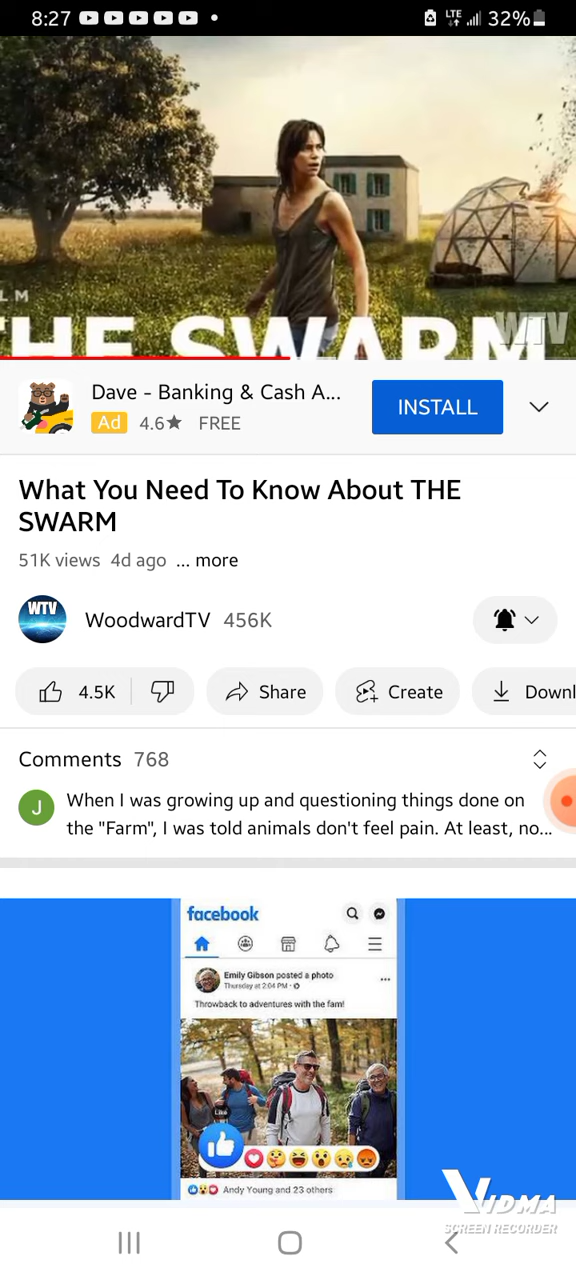 8:27
LTE
32%
L M
THE SWARM
WTV
Dave - Banking & Cash A...
Ad 4.6★ FREE
INSTALL
What You Need To Know About THE
SWARM
51K views 4d ago ... more
WTV
WoodwardTV 456K
4.5K
Share
Create
Downl
Comments 768
J
When I was growing up and questioning things done on
the "Farm", I was told animals don't feel pain. At least, no...
facebook
Emily Gibson posted a photo
Thursday at 2:04 PM
Throwback to adventures with the fam!
Like
Andy Young and 23 others
VIDMA
SCREEN RECORDER